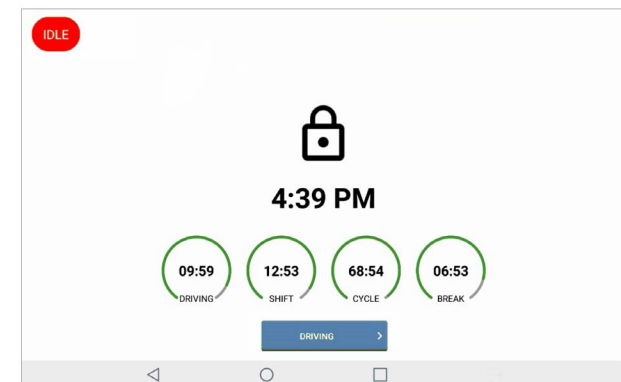 IDLE
4:39 PM
09:59 12:53 68:54 06:53
DRIVING SHIFT CYCLE BREAK
DRIVING